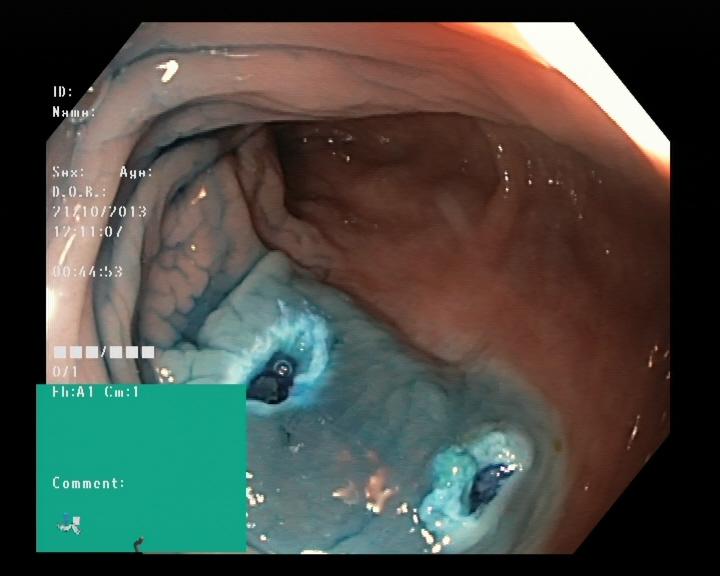 ID:
Name:
Sex: Age:
D.O.B.:
21/10/2013
12:11:07
00:44:53
■■■/■■■
0/1
Eh:A1 Cm:1
Comment: